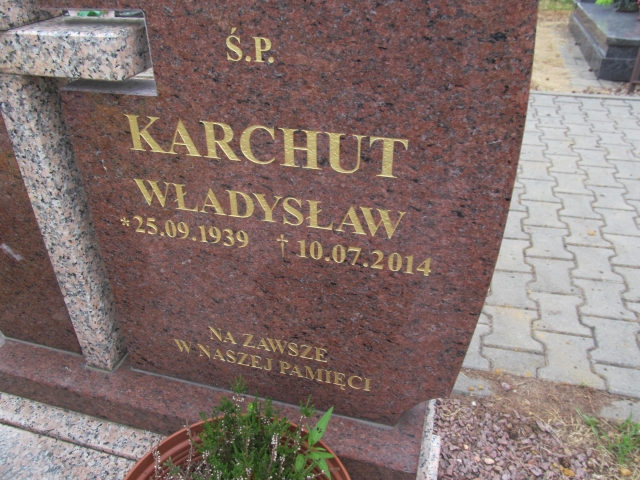 Ś.P.
KARCHUT
WŁADYSŁAW
*25.09.1939 †10.07.2014
NA ZAWSZE
W NASZEJ PAMIĘCI